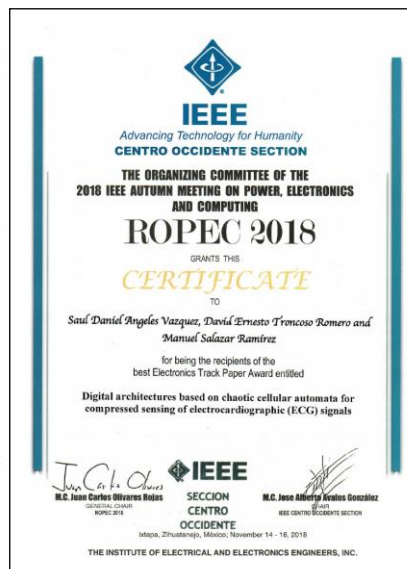 IEEE
Advancing Technology for Humanity
CENTRO OCCIDENTE SECTION
THE ORGANIZING COMMITTEE OF THE
2018 IEEE AUTUMN MEETING ON POWER, ELECTRONICS
AND COMPUTING
ROPEC 2018
GRANTS THIS
CERTIFICATE
TO
Saul Daniel Angeles Vazquez, David Ernesto Troncoso Romero and
Manuel Salazar Ramírez
for being the recipients of the
best Electronics Track Paper Award entitled
Digital architectures based on chaotic cellular automata for
compressed sensing of electrocardiographic (ECG) signals
Juan Carlos Olivares
IEEE
M.C. Juan Carlos Olivares Rojas
GENERAL CHAIR
ROPEC 2018
SECCION
CENTRO
OCCIDENTE
M.C. Jose Alberto Avalos González
CHAIR
IEEE CENTRO OCCIDENTE SECTION
Ixtapa, Zihuatanejo, México; November 14 - 16, 2018
THE INSTITUTE OF ELECTRICAL AND ELECTRONICS ENGINEERS, INC.